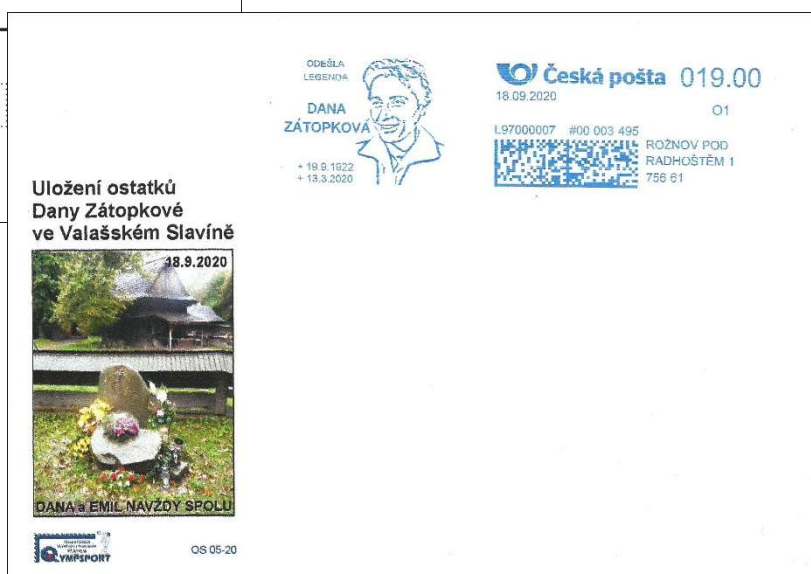 ODEŠLA
LEGENDA
DANA
ZÁTOPKOVÁ
+ 19.9.1922
+ 13.3.2020
Česká pošta 019.00
18.09.2020
01
L97000007 #00 003 495
ROŽNOV POD
RADHOŠTĚM 1
756 61
Uložení ostatků
Dany Zátopkové
ve Valašském Slavíně
18.9.2020
DANA a EMIL NAVŽDY SPOLU
OLYMPSPORT
OS 05-20